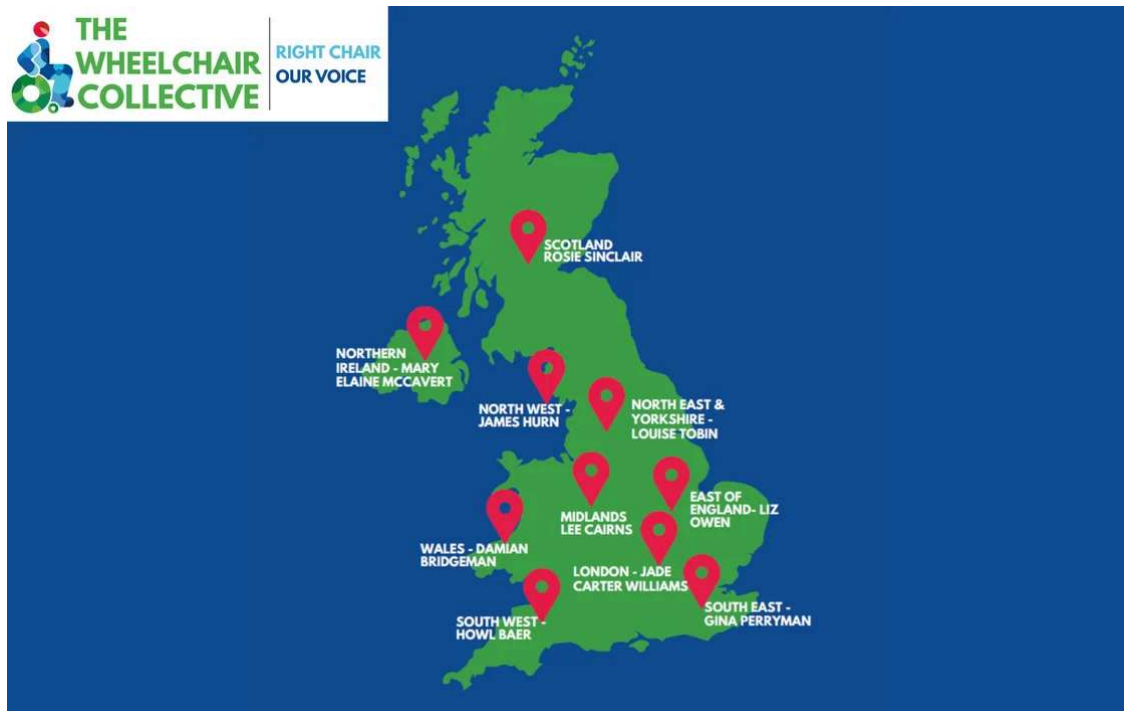 THE
WHEELCHAIR
COLLECTIVE
RIGHT CHAIR
OUR VOICE
SCOTLAND
ROSIE SINCLAIR
NORTHERN
IRELAND - MARY
ELAINE MCCAVERT
NORTH WEST -
JAMES HURN
NORTH EAST &
YORKSHIRE -
LOUISE TOBIN
MIDLANDS
LEE CAIRNS
EAST OF
ENGLAND- LIZ
OWEN
WALES - DAMIAN
BRIDGEMAN
LONDON - JADE
CARTER WILLIAMS
SOUTH WEST -
HOWL BAER
SOUTH EAST -
GINA PERRYMAN